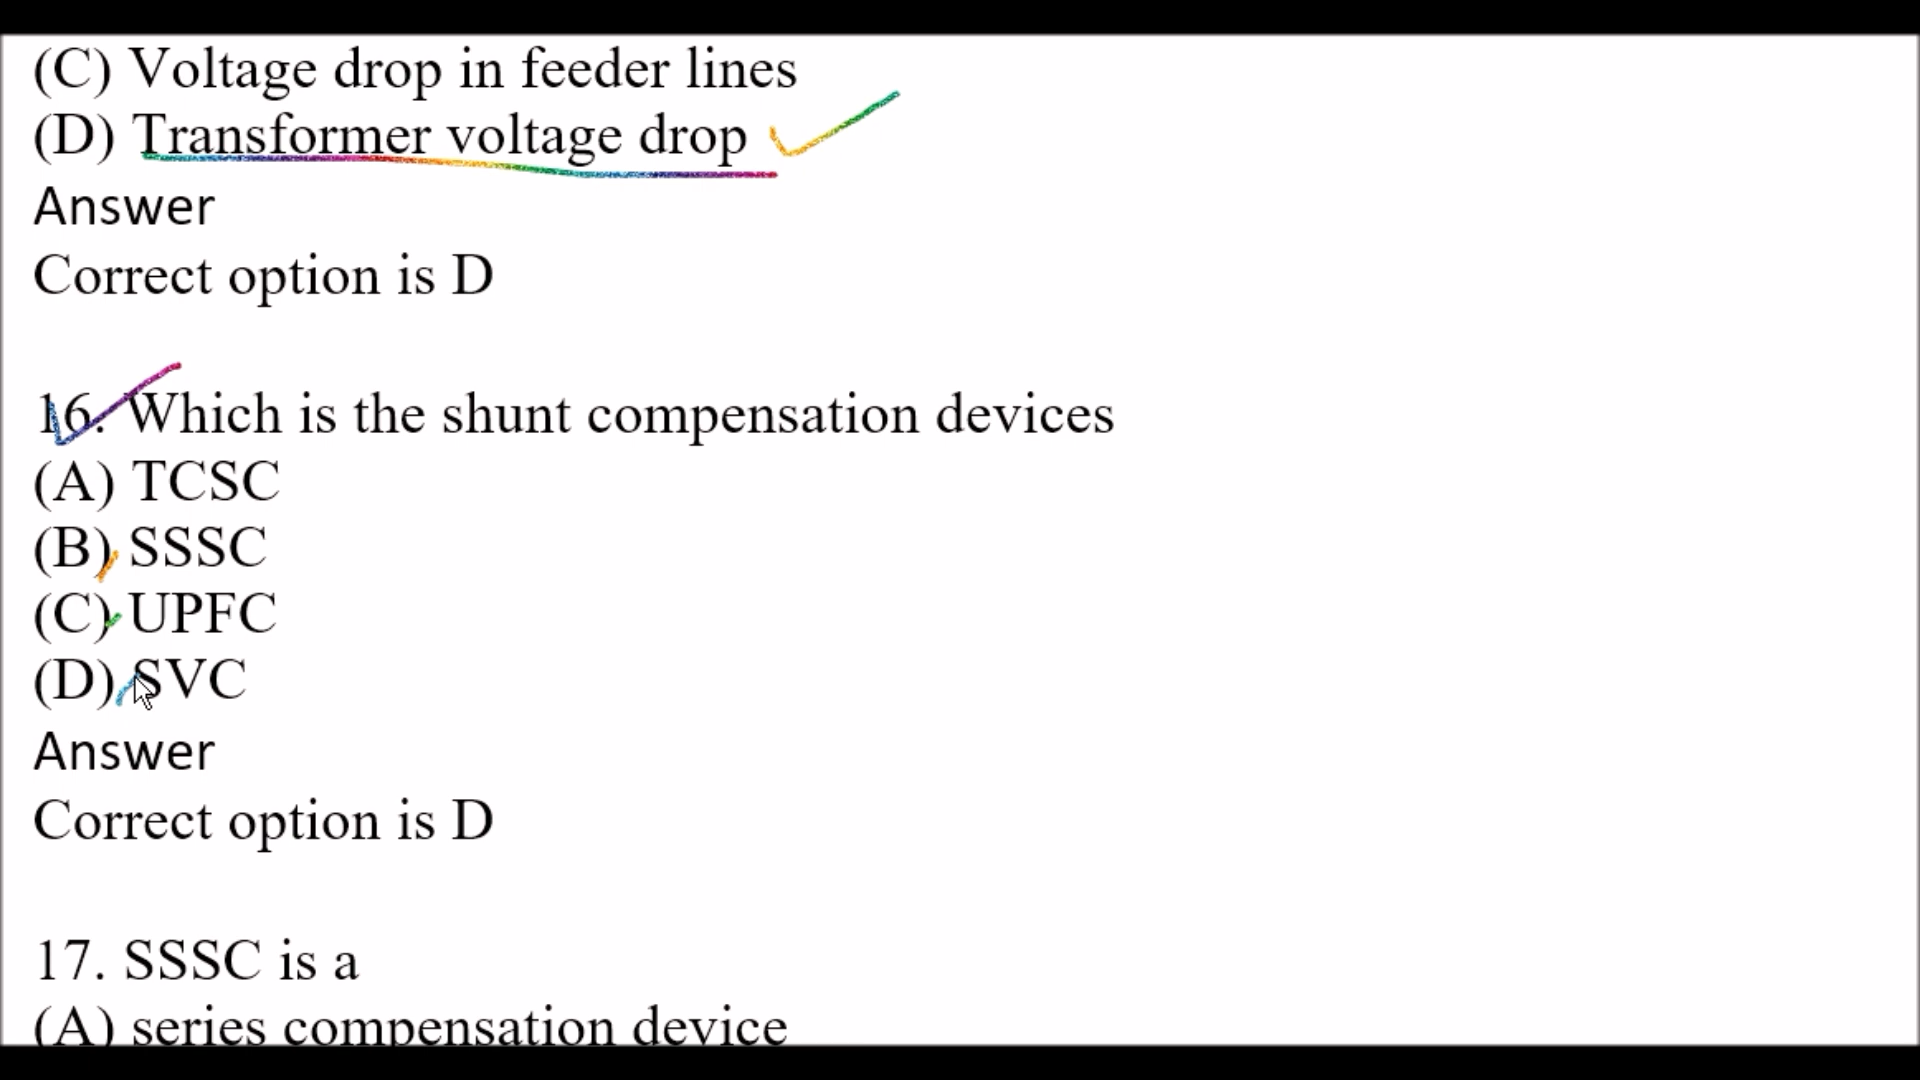 (C) Voltage drop in feeder lines
(D) Transformer voltage drop
Answer
Correct option is D
16. Which is the shunt compensation devices
(A) TCSC
(B) SSSC
(C) UPFC
(D) SVC
Answer
Correct option is D
17. SSSC is a
(A) series compensation device